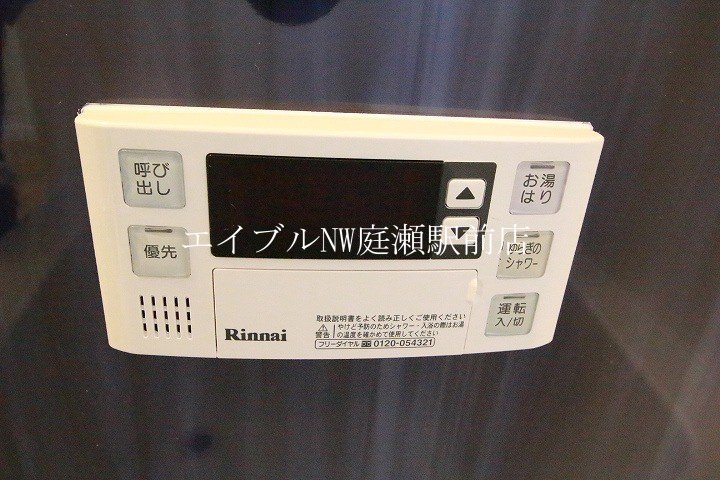 呼び
出し
優先
お湯
はり
ゆらぎの
シャワー
運転
入/切
エイブルNW庭瀬駅前店
取扱説明書をよく読み正しくご使用ください
警告
やけど予防のためシャワー・入浴の際はお湯
の温度を確かめて使用してください
フリーダイヤル 0120-054321
Rinnai